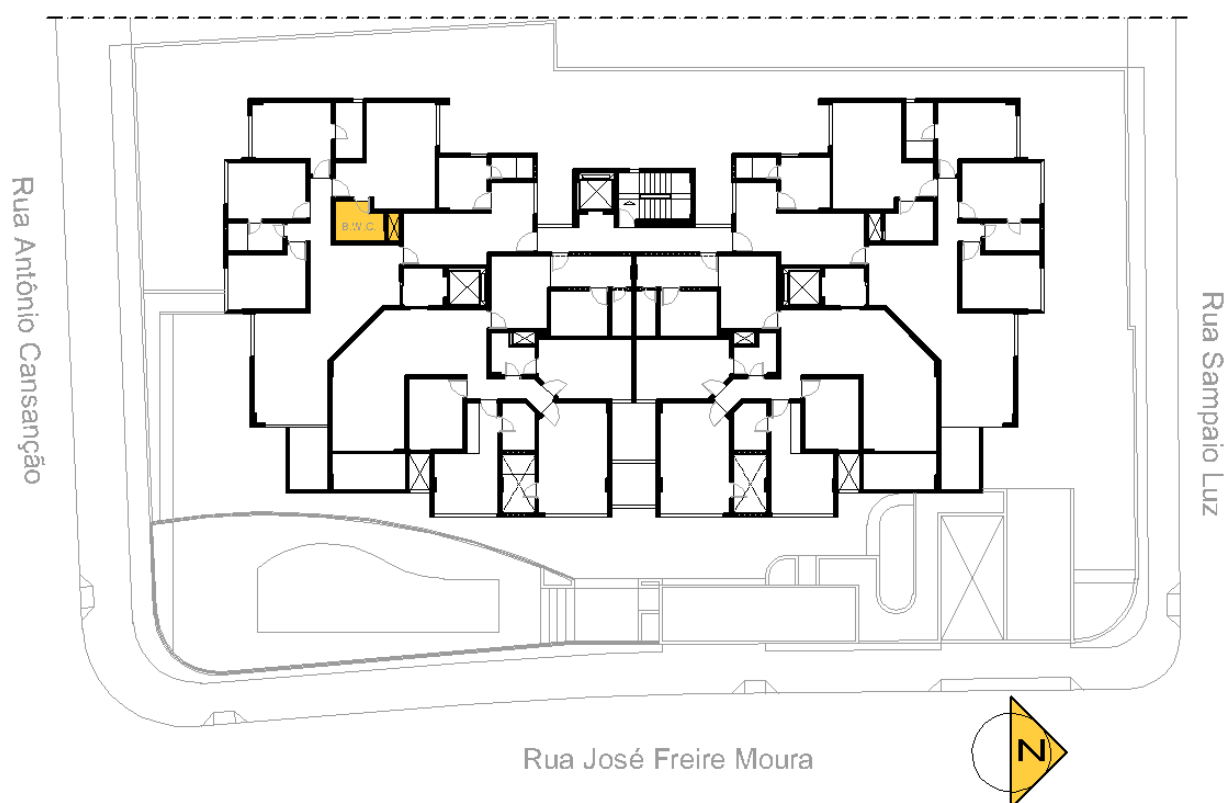 Rua Antônio Cansanção
B.W.C.
Rua Sampaio Luz
Rua José Freire Moura
N